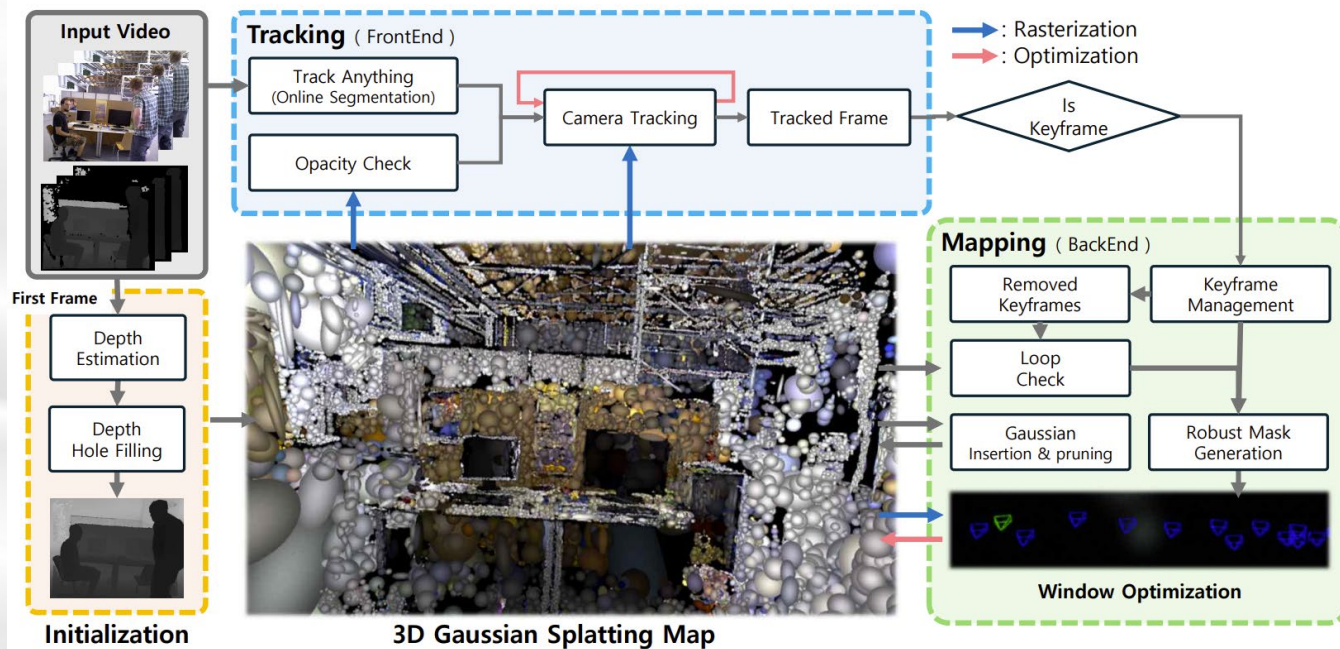 Input Video
Tracking ( FrontEnd )
Track Anything
(Online Segmentation)
Opacity Check
Camera Tracking
Tracked Frame
: Rasterization
: Optimization
Is
Keyframe
First Frame
Depth
Estimation
Depth
Hole Filling
Initialization
3D Gaussian Splatting Map
Mapping ( BackEnd )
Removed
Keyframes
Keyframe
Management
Loop
Check
Gaussian
Insertion & pruning
Robust Mask
Generation
Window Optimization